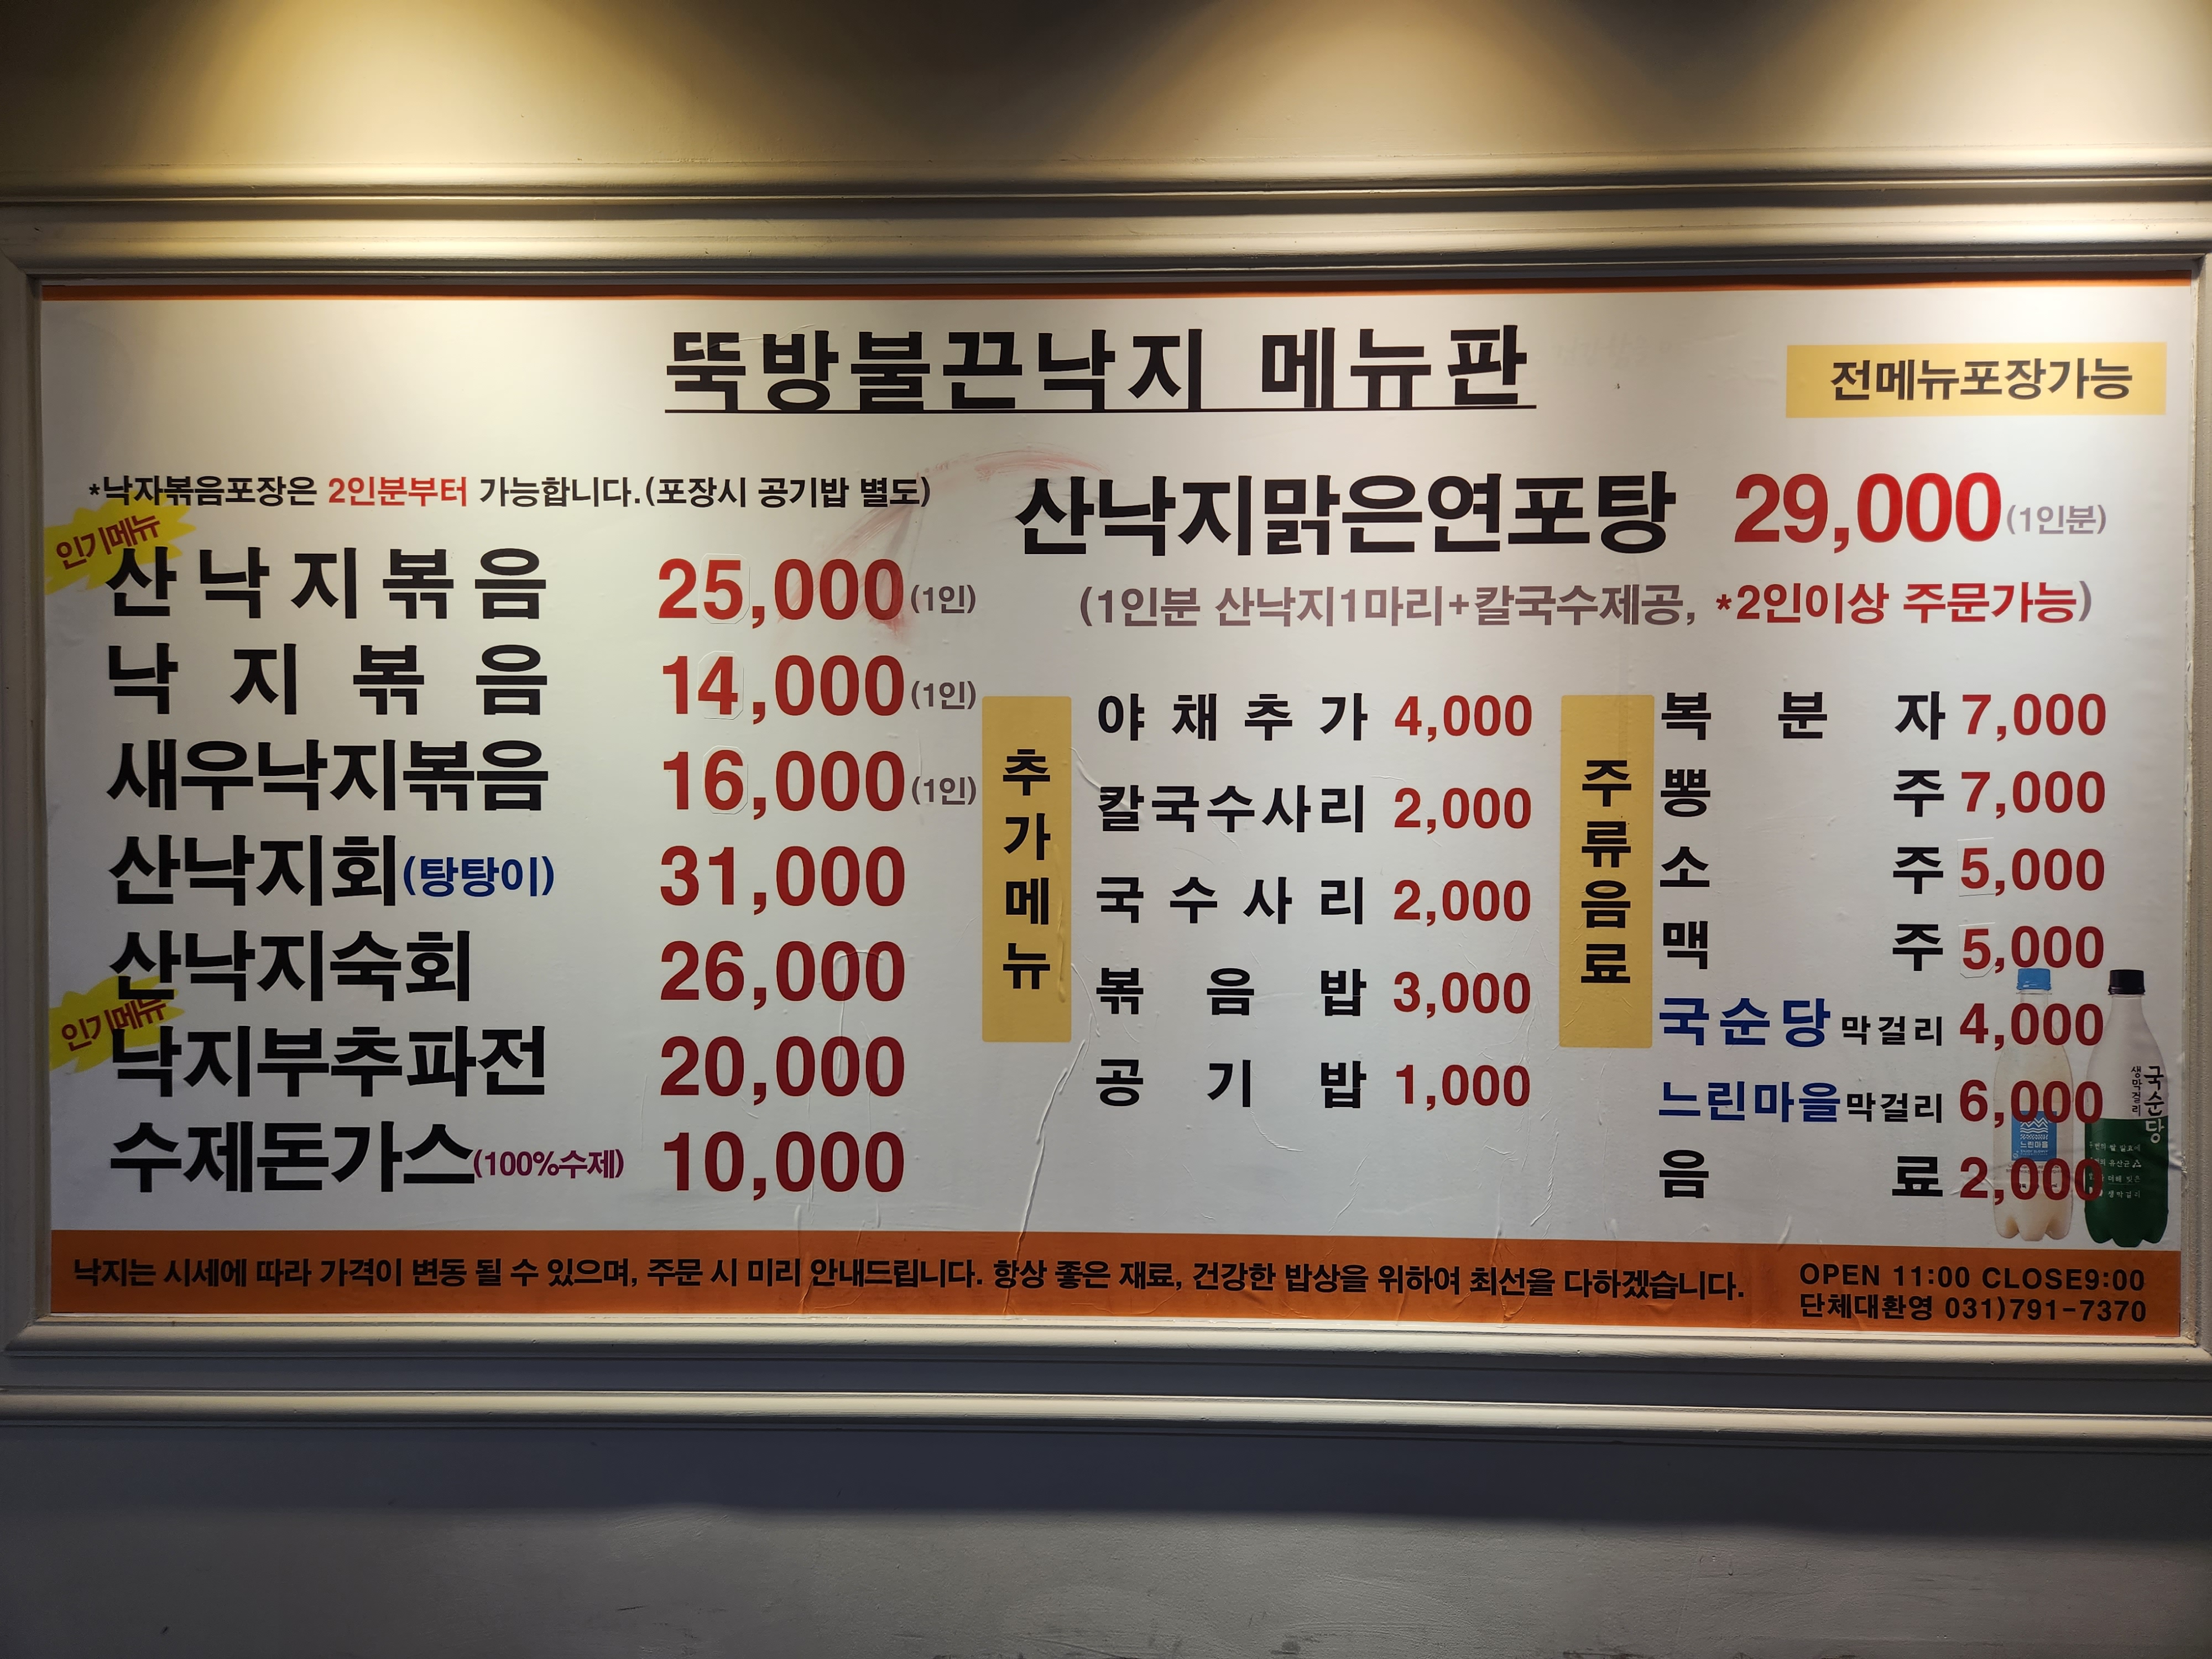 뚝방불끈낙지 메뉴판
전메뉴포장가능
*낙자볶음포장은 2인분부터 가능합니다.(포장시 공기밥 별도)
인기메뉴
산낙지볶음 25,000(1인)
낙지볶음 14,000(1인)
새우낙지볶음 16,000(1인)
산낙지회(탕탕이) 31,000
산낙지숙회 26,000
인기메뉴
낙지부추파전 20,000
수제돈가스(100%수제) 10,000
산낙지맑은연포탕 29,000(1인분)
(1인분 산낙지1마리+칼국수제공, *2인이상 주문가능)
추가메뉴
야채추가 4,000
칼국수사리 2,000
국수사리 2,000
볶음밥 3,000
공기밥 1,000
주류음료
복분자 7,000
뽕주 7,000
소주 5,000
맥주 5,000
국순당막걸리 4,000
느린마을막걸리 6,000
음료 2,000
국순당
생막걸리
느린마을
낙지는 시세에 따라 가격이 변동 될 수 있으며, 주문 시 미리 안내드립니다. 항상 좋은 재료, 건강한 밥상을 위하여 최선을 다하겠습니다.
OPEN 11:00 CLOSE9:00
단체대환영 031)791-7370